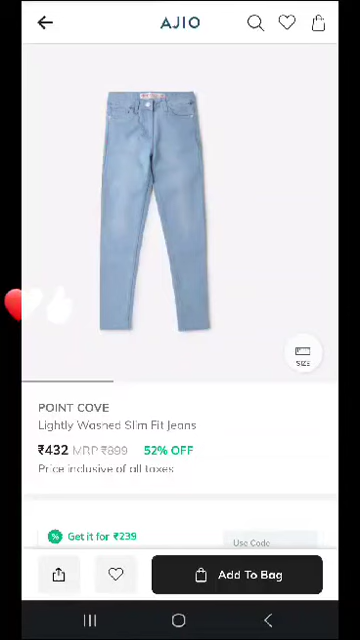 AJIO
SIZE
POINT COVE
Lightly Washed Slim Fit Jeans
₹432 MRP ₹899 52% OFF
Price inclusive of all taxes
% Get it for ₹239
Use Code
Add To Bag